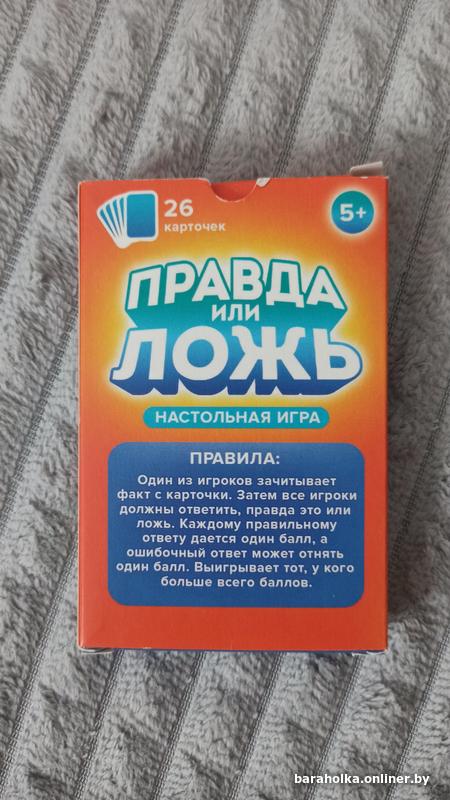 26
карточек
5+
ПРАВДА
ИЛИ
ЛОЖЬ
НАСТОЛЬНАЯ ИГРА
ПРАВИЛА:
Один из игроков зачитывает
факт с карточки. Затем все игроки
должны ответить, правда это или
ложь. Каждому правильному
ответу дается один балл, а
ошибочный ответ может отнять
один балл. Выигрывает тот, у кого
больше всего баллов.
baraholka.onliner.by